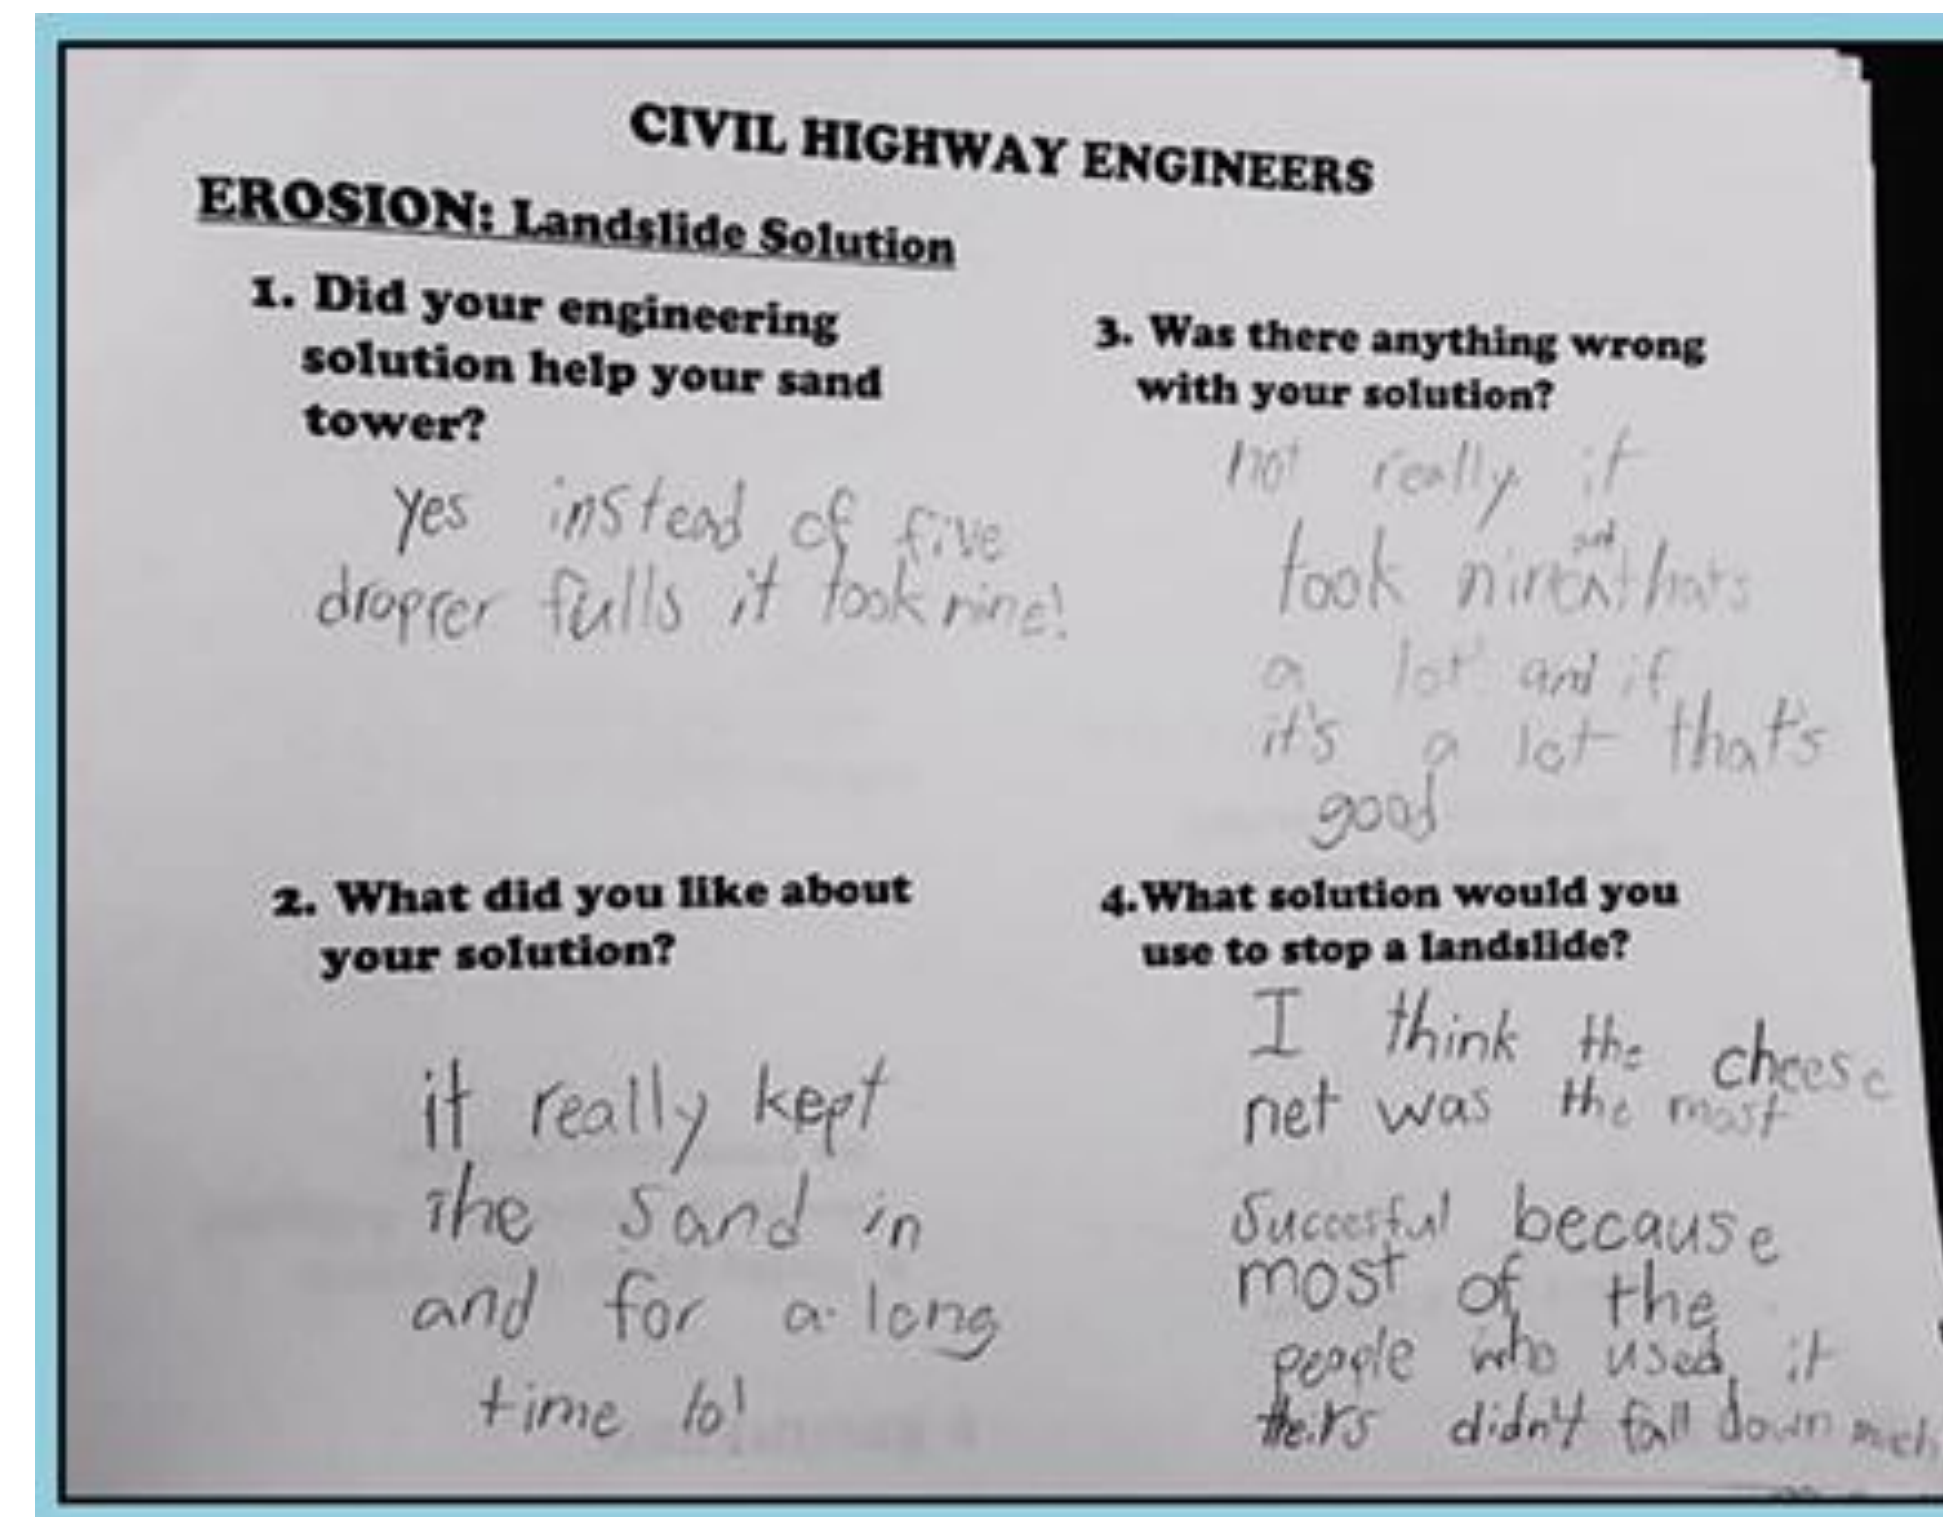 CIVIL HIGHWAY ENGINEERS
EROSION: Landslide Solution
1. Did your engineering
solution help your sand
tower?
yes instead of five
dropper fulls it took nine!
2. What did you like about
your solution?
it really kept
the sand in
and for a long
time to!
3. Was there anything wrong
with your solution?
not really it
and
took nine thats
a lot and if
it's a lot that's
good
4.What solution would you
use to stop a landslide?
I think the cheese
net was the most
Succesful because
most of the
people who used it
theirs didn't fall down much